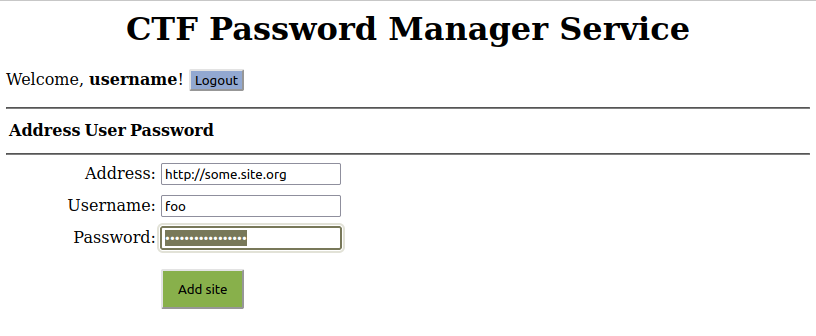 CTF Password Manager Service
Welcome, username! Logout
Address User Password
Address: http://some.site.org
Username: foo
Password: •••••••••••••••••
Add site